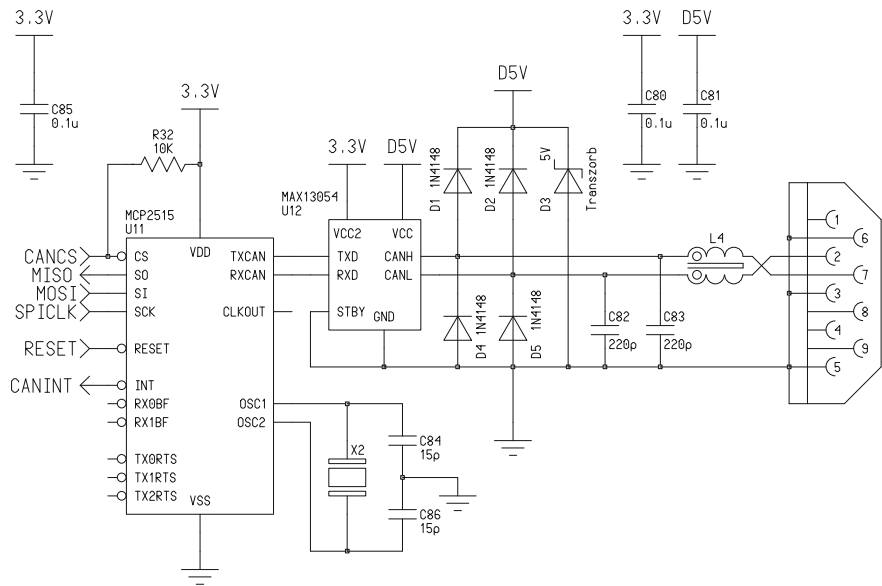 3.3V
3.3V
D5V
C85
0.1u
3.3V
R32
10K
D5V
C80
0.1u
C81
0.1u
3.3V
D5V
D1 1N4148
D2 1N4148
5V
D3
Transzorb
MAX13054
U12
MCP2515
U11
VDD
VCC2
VCC
L4
1
6
2
7
3
8
4
9
5
CANCS
CS
TXCAN
TXD
CANH
MISO
SO
RXCAN
RXD
CANL
MOSI
SI
SPICLK
SCK
CLKOUT
STBY
GND
D4 1N4148
D5 1N4148
C82
220p
C83
220p
RESET
RESET
CANINT
INT
RX0BF
RX1BF
OSC1
OSC2
TX0RTS
TX1RTS
TX2RTS
VSS
X2
C84
15p
C86
15p